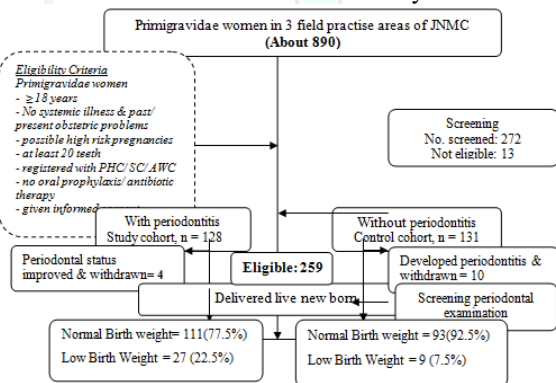 Primigravidae women in 3 field practise areas of JNMC
(About 890)
Eligibility Criteria
Primigravidae women
- ≥18 years
- No systemic illness & past/
present obstetric problems
- possible high risk pregnancies
- at least 20 teeth
- registered with PHC/SC/AWC
- no oral prophylaxis/ antibiotic
therapy
- given informed
Screening
No. screened: 272
Not eligible: 13
With periodontitis
Study cohort, n = 128
Without periodontitis
Control cohort, n = 131
Periodontal status
improved & withdrawn= 4
Eligible: 259
Developed periodontitis &
withdrawn = 10
Delivered live new born
Screening periodontal
examination
Normal Birth weight= 111(77.5%)
Low Birth Weight = 27 (22.5%)
Normal Birth weight = 93(92.5%)
Low Birth Weight = 9 (7.5%)